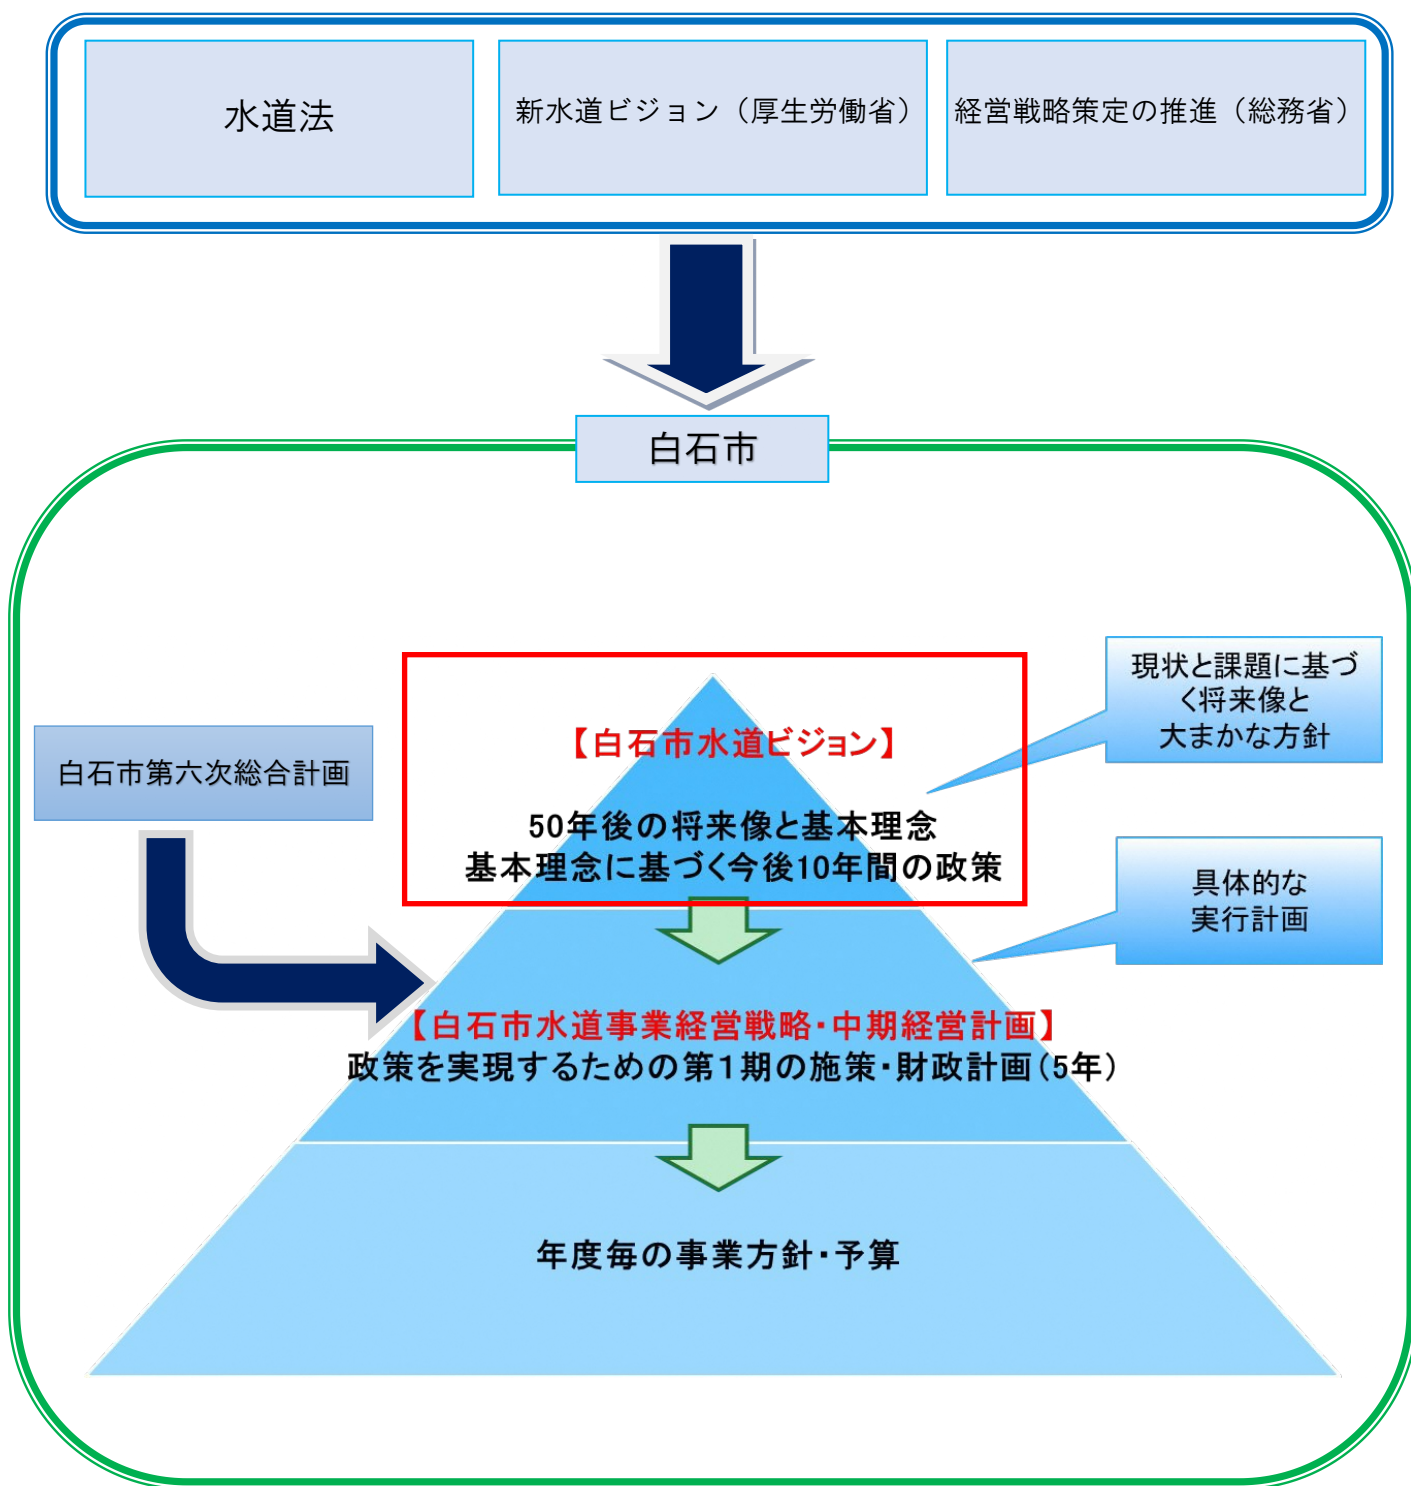 水道法
新水道ビジョン（厚生労働省）
経営戦略策定の推進（総務省）
白石市
現状と課題に基づ
く将来像と
大まかな方針
【白石市水道ビジョン】
白石市第六次総合計画
50年後の将来像と基本理念
基本理念に基づく今後10年間の政策
具体的な
実行計画
【白石市水道事業経営戦略・中期経営計画】
政策を実現するための第１期の施策・財政計画（5年）
年度毎の事業方針・予算